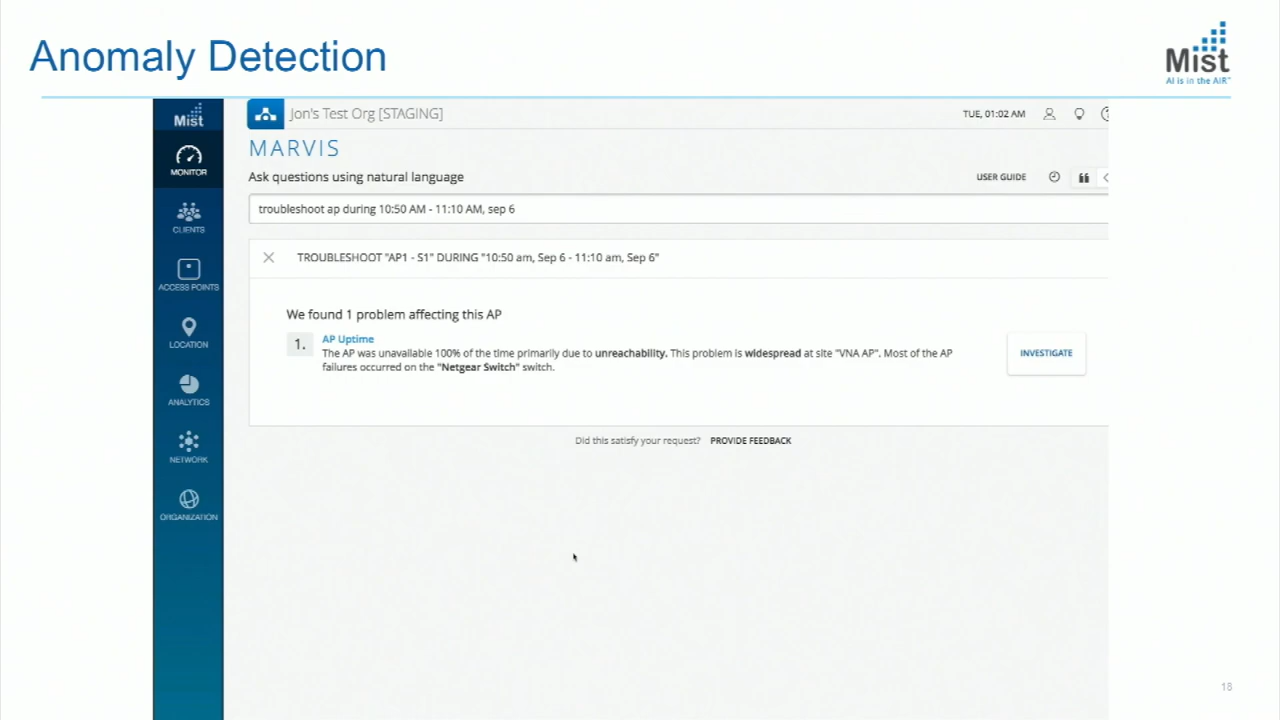 Anomaly Detection
Mist
AI is in the AIR™
Mist
Jon's Test Org [STAGING]
TUE, 01:02 AM
MONITOR
MARVIS
Ask questions using natural language
USER GUIDE
troubleshoot ap during 10:50 AM - 11:10 AM, sep 6
CLIENTS
TROUBLESHOOT "AP1 - S1" DURING "10:50 am, Sep 6 - 11:10 am, Sep 6"
ACCESS POINTS
We found 1 problem affecting this AP
1.
AP Uptime
The AP was unavailable 100% of the time primarily due to unreachability. This problem is widespread at site "VNA AP". Most of the AP
failures occurred on the "Netgear Switch" switch.
INVESTIGATE
LOCATION
ANALYTICS
Did this satisfy your request? PROVIDE FEEDBACK
NETWORK
ORGANIZATION
18